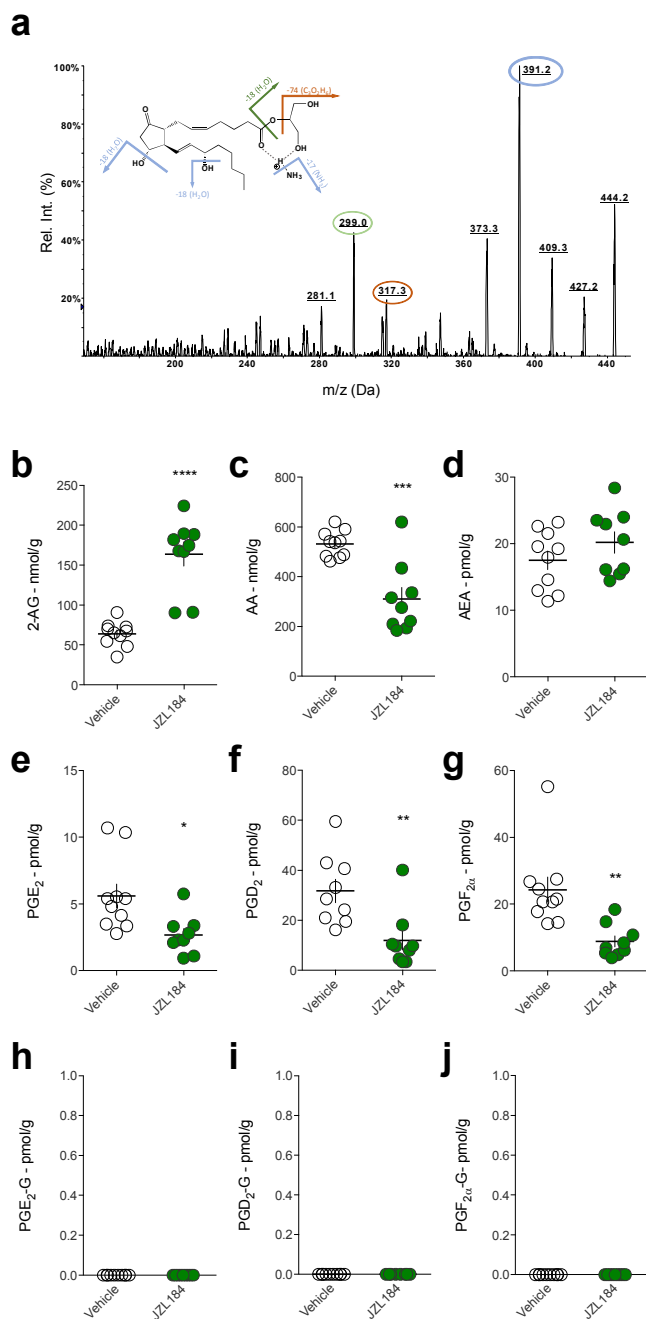 a
100%
80%
60%
40%
20%
Rel. Int. (%)
-18 (H2O)
-74 (C3O2H6)
-18 (H2O)
-18 (H2O)
-17 (NH3)
O
O
OH
OH
O
H
⊕
NH3
HO
OH
391.2
444.2
299.0
373.3
409.3
317.3
427.2
281.1
200 240 280 320 360 400 440
m/z (Da)
b
****
250
200
150
100
50
0
2-AG - nmol/g
Vehicle
JZL184
c
***
800
600
400
200
0
AA - nmol/g
Vehicle
JZL184
d
30
20
10
0
AEA - pmol/g
Vehicle
JZL184
e
*
15
10
5
0
PGE2 - pmol/g
Vehicle
JZL184
f
**
80
60
40
20
0
PGD2 - pmol/g
Vehicle
JZL184
g
**
60
40
20
0
PGF2α - pmol/g
Vehicle
JZL184
h
1.0
0.8
0.6
0.4
0.2
0.0
PGE2-G - pmol/g
Vehicle
JZL184
i
1.0
0.8
0.6
0.4
0.2
0.0
PGD2-G - pmol/g
Vehicle
JZL184
j
1.0
0.8
0.6
0.4
0.2
0.0
PGF2α-G- pmol/g
Vehicle
JZL184